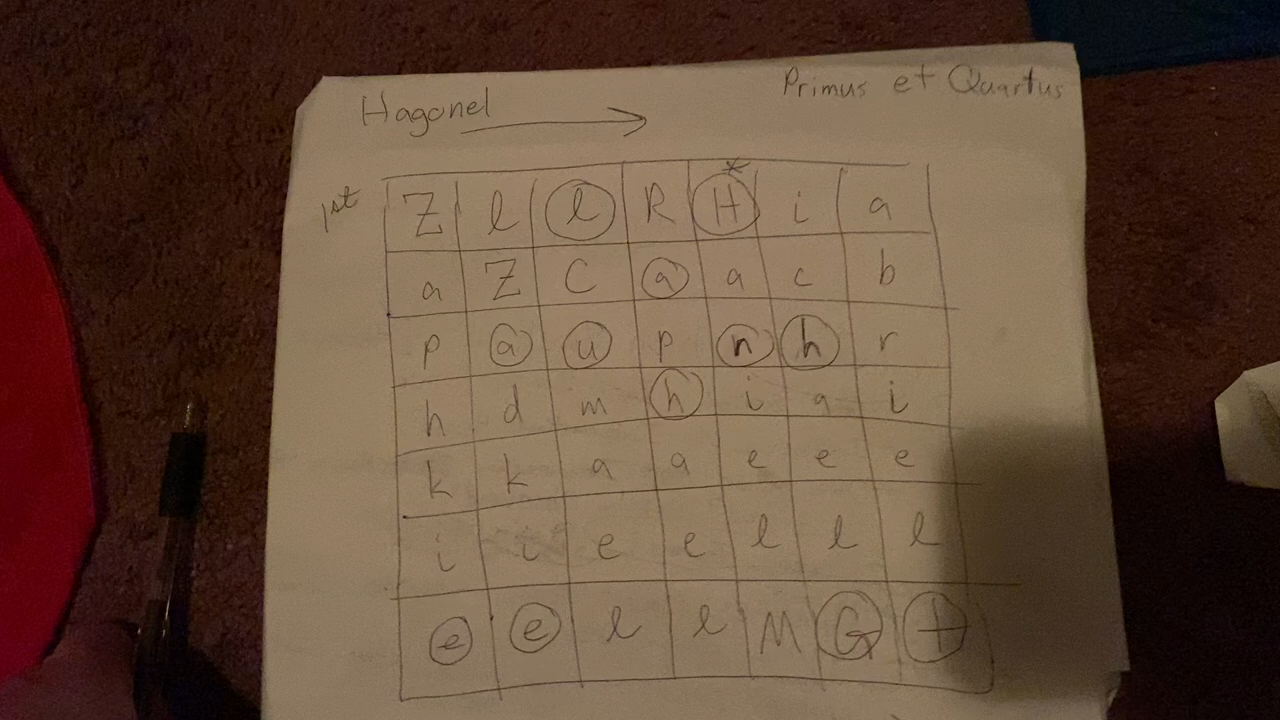 Primus et Quartus
Hagonel
1st
Z l l R H i a
a Z C a a c b
p a u p n h r
h d m h i a i
k k a a e e e
i i e e l l l
e e l l M G +